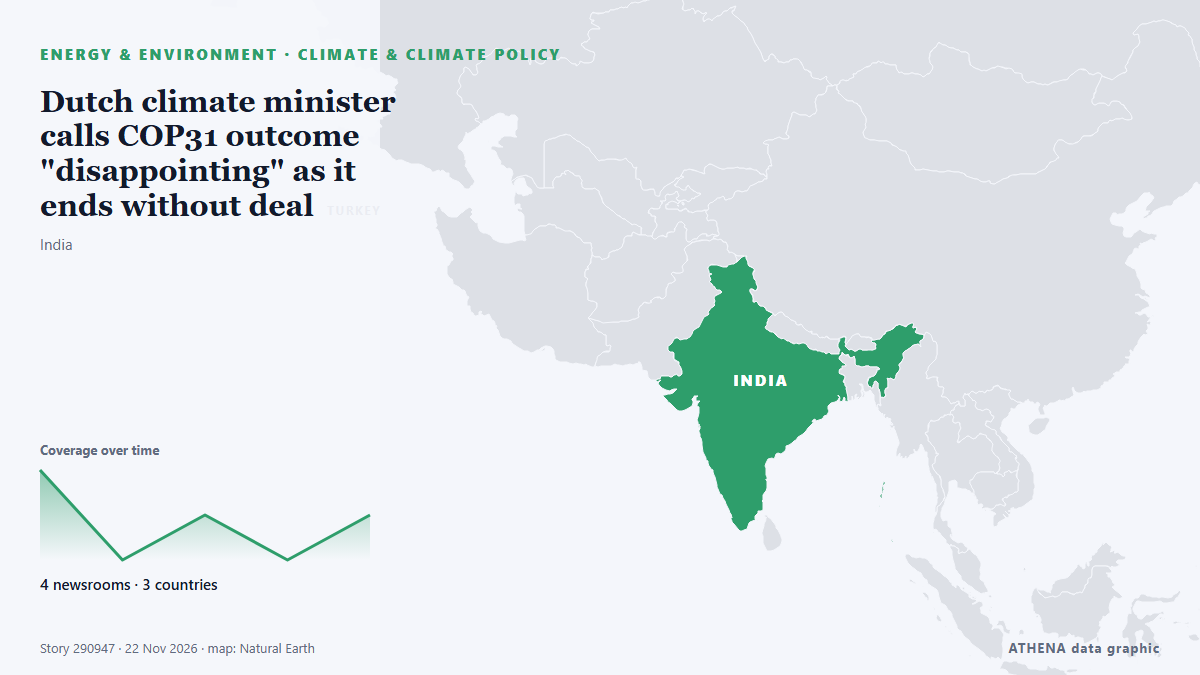 ENERGY & ENVIRONMENT · CLIMATE & CLIMATE POLICY
Dutch climate minister
calls COP31 outcome
"disappointing" as it
ends without deal
TURKEY
India
INDIA
Coverage over time
4 newsrooms · 3 countries
Story 290947 · 22 Nov 2026 · map: Natural Earth
ATHENA data graphic